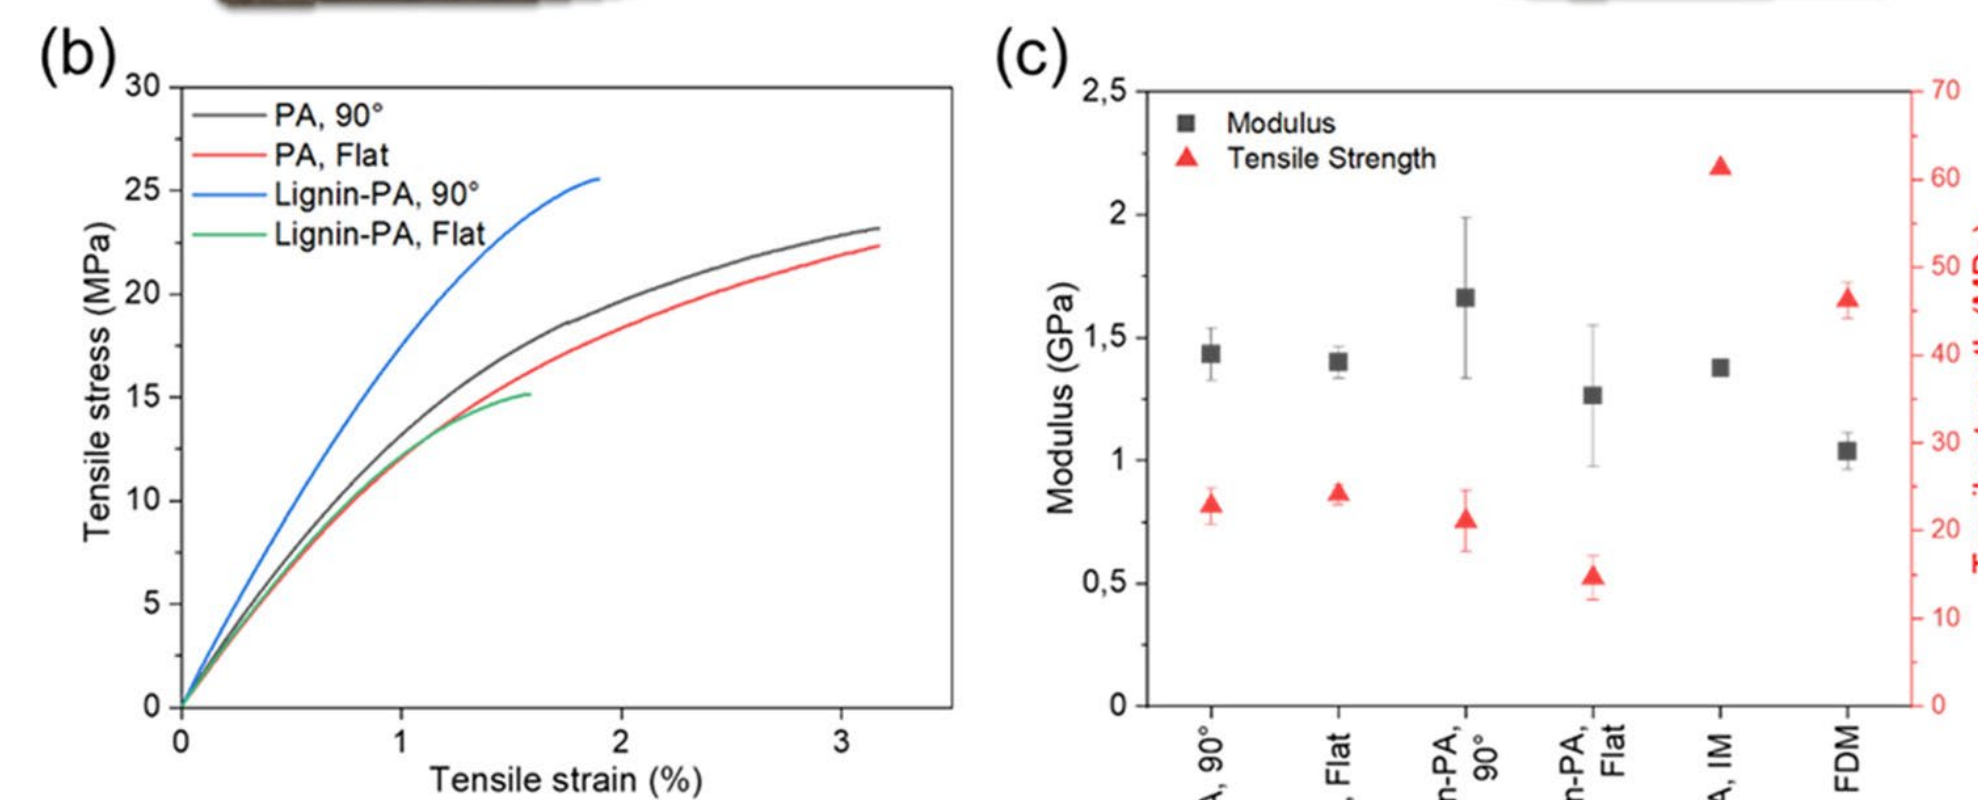 (b)
30
25
20
15
10
5
0
Tensile stress (MPa)
PA, 90°
PA, Flat
Lignin-PA, 90°
Lignin-PA, Flat
0 1 2 3
Tensile strain (%)
(c)
2,5
2
1,5
1
0,5
0
Modulus (GPa)
Modulus
Tensile Strength
70
60
50
40
30
20
10
0
90°
Flat
90°
Flat
IM
FDM